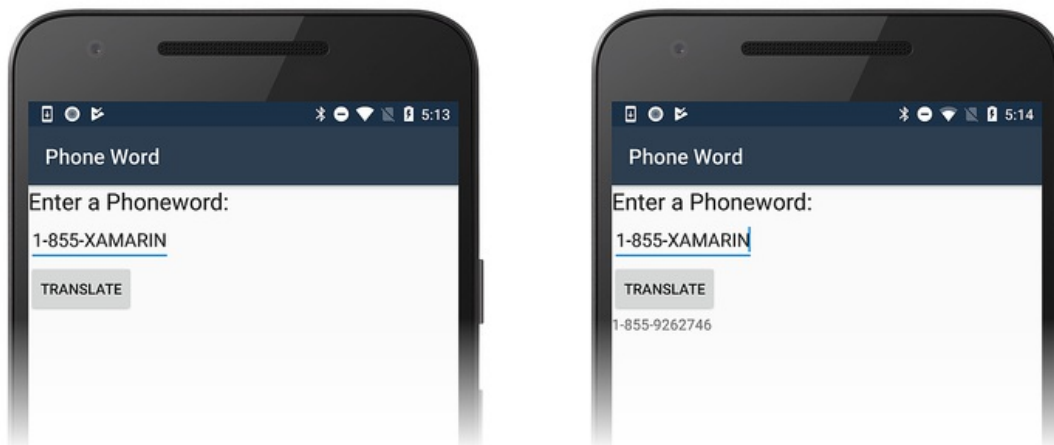 5:13
Phone Word
Enter a Phoneword:
1-855-XAMARIN
TRANSLATE
5:14
Phone Word
Enter a Phoneword:
1-855-XAMARIN
TRANSLATE
1-855-9262746